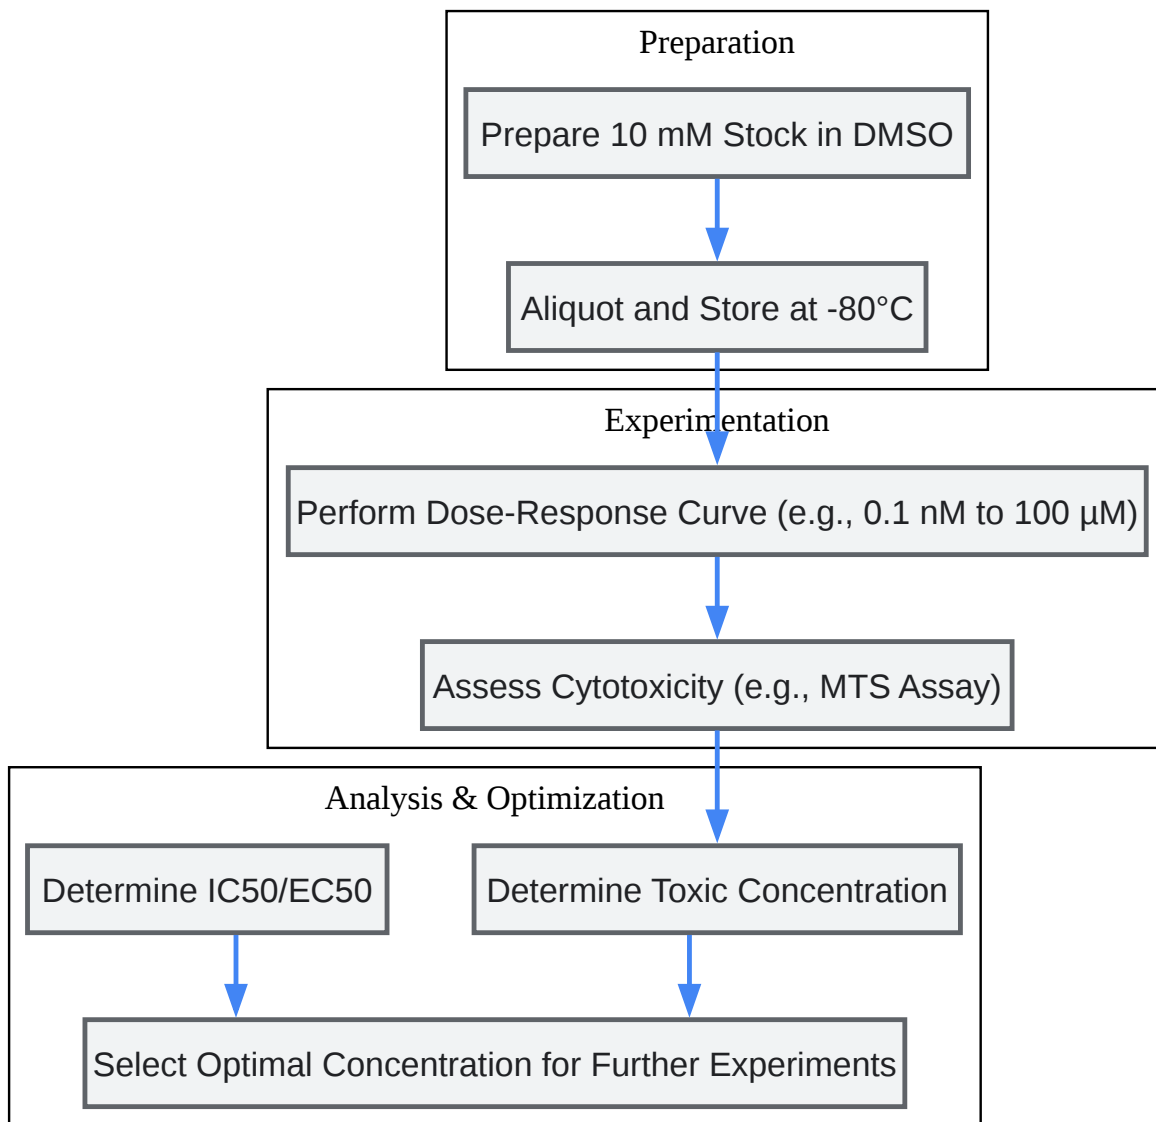 Preparation
Prepare 10 mM Stock in DMSO
Aliquot and Store at -80°C
Experimentation
Perform Dose-Response Curve (e.g., 0.1 nM to 100 µM)
Assess Cytotoxicity (e.g., MTS Assay)
Analysis & Optimization
Determine IC50/EC50
Determine Toxic Concentration
Select Optimal Concentration for Further Experiments